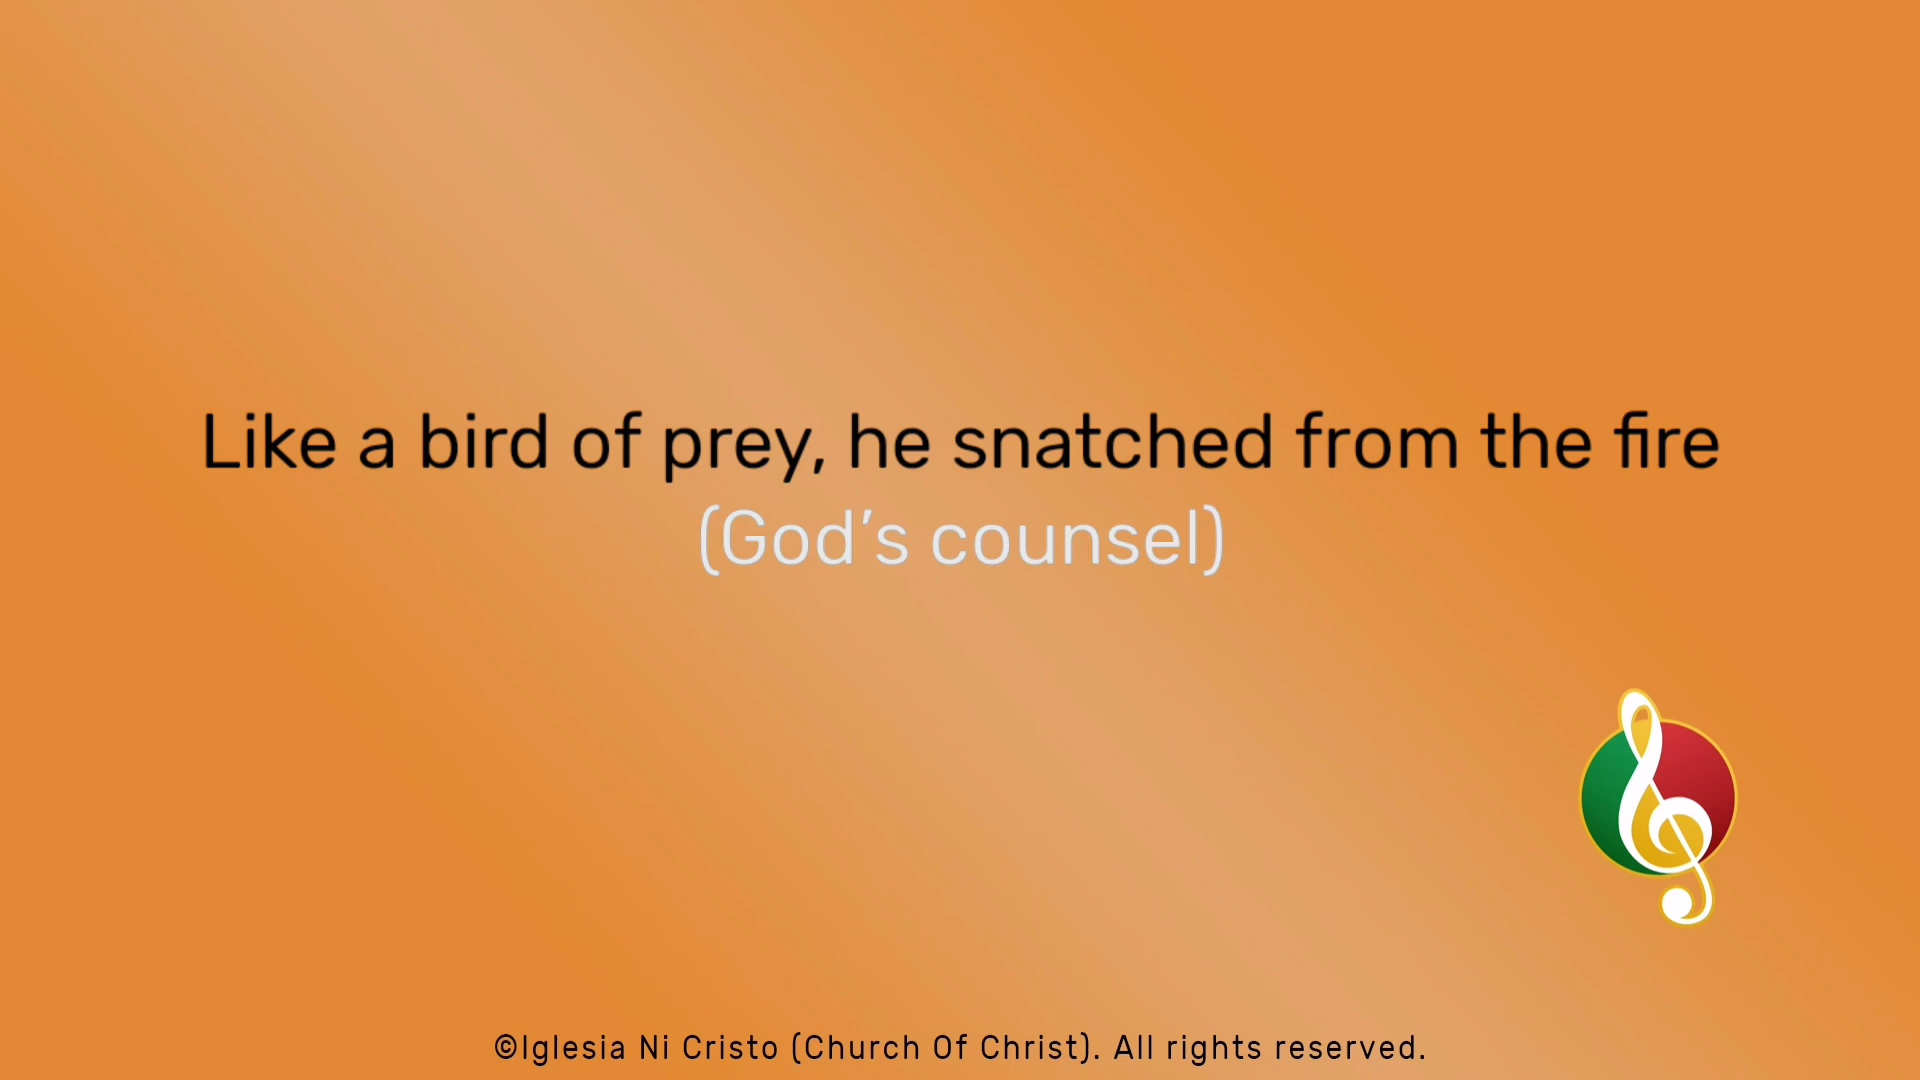 Like a bird of prey, he snatched from the fire
(God’s counsel)
©Iglesia Ni Cristo (Church Of Christ). All rights reserved.